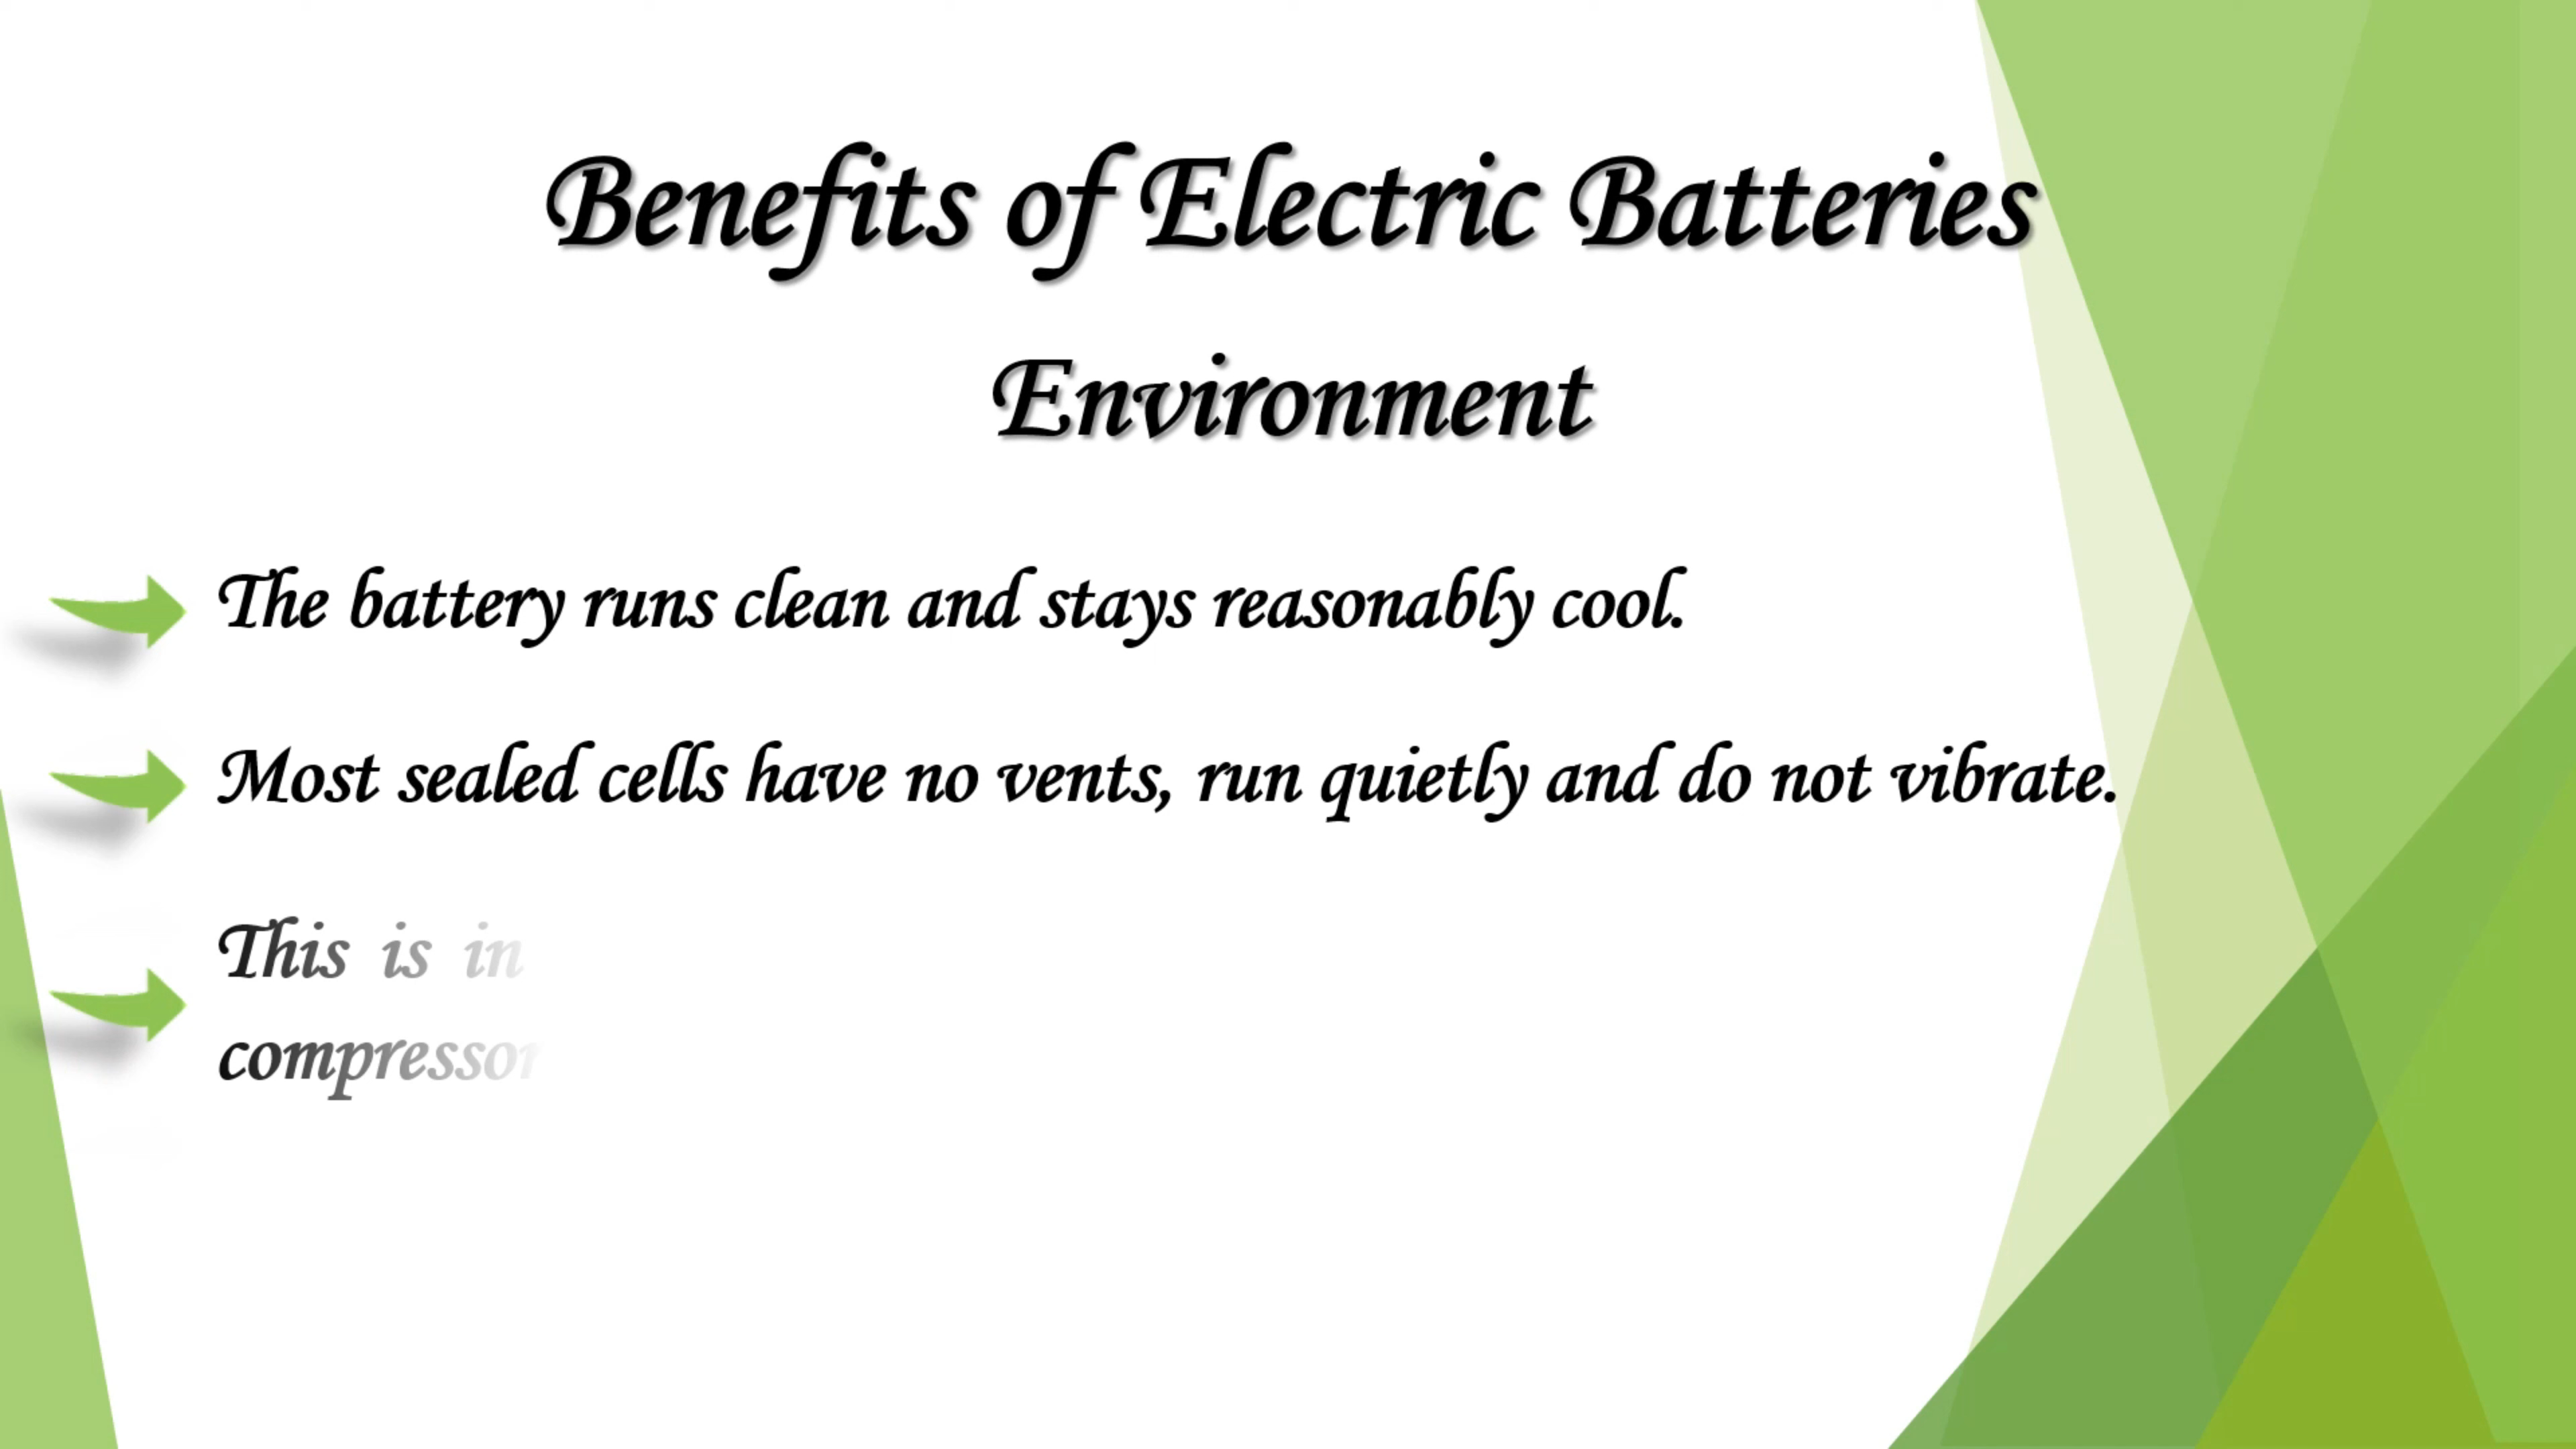 Benefits of Electric Batteries
Environment
The battery runs clean and stays reasonably cool.
Most sealed cells have no vents, run quietly and do not vibrate.
This is in
compressor